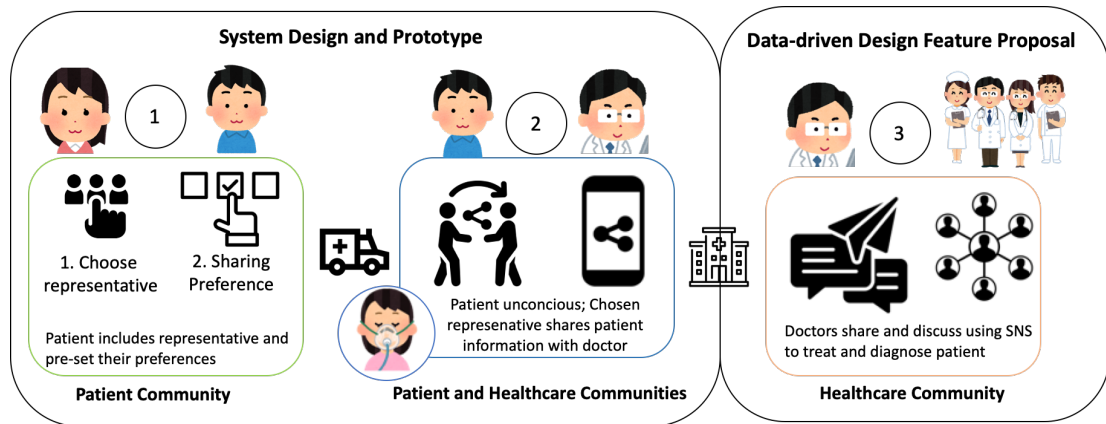 System Design and Prototype
Data-driven Design Feature Proposal
1
2
3
1. Choose
representative
2. Sharing
Preference
Patient includes representative and
pre-set their preferences
Patient Community
Patient unconcious; Chosen
represenative shares patient
information with doctor
Patient and Healthcare Communities
Doctors share and discuss using SNS
to treat and diagnose patient
Healthcare Community